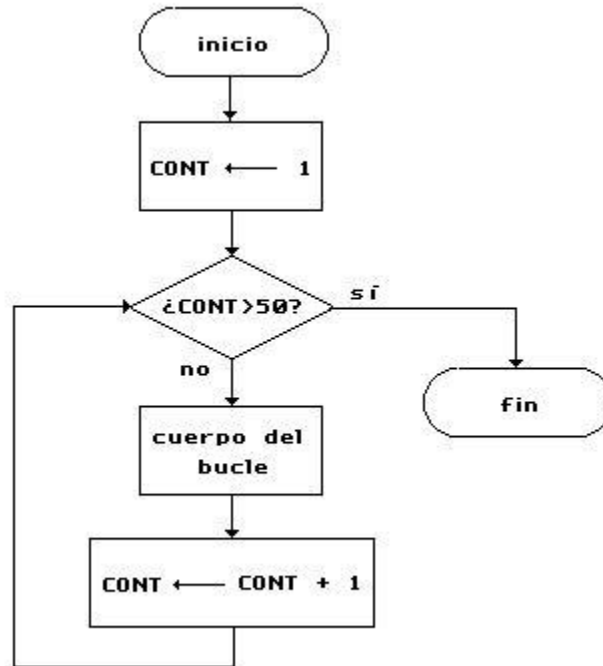 inicio
CONT ← 1
¿CONT>50?
sí
no
fin
cuerpo del
bucle
CONT ← CONT + 1